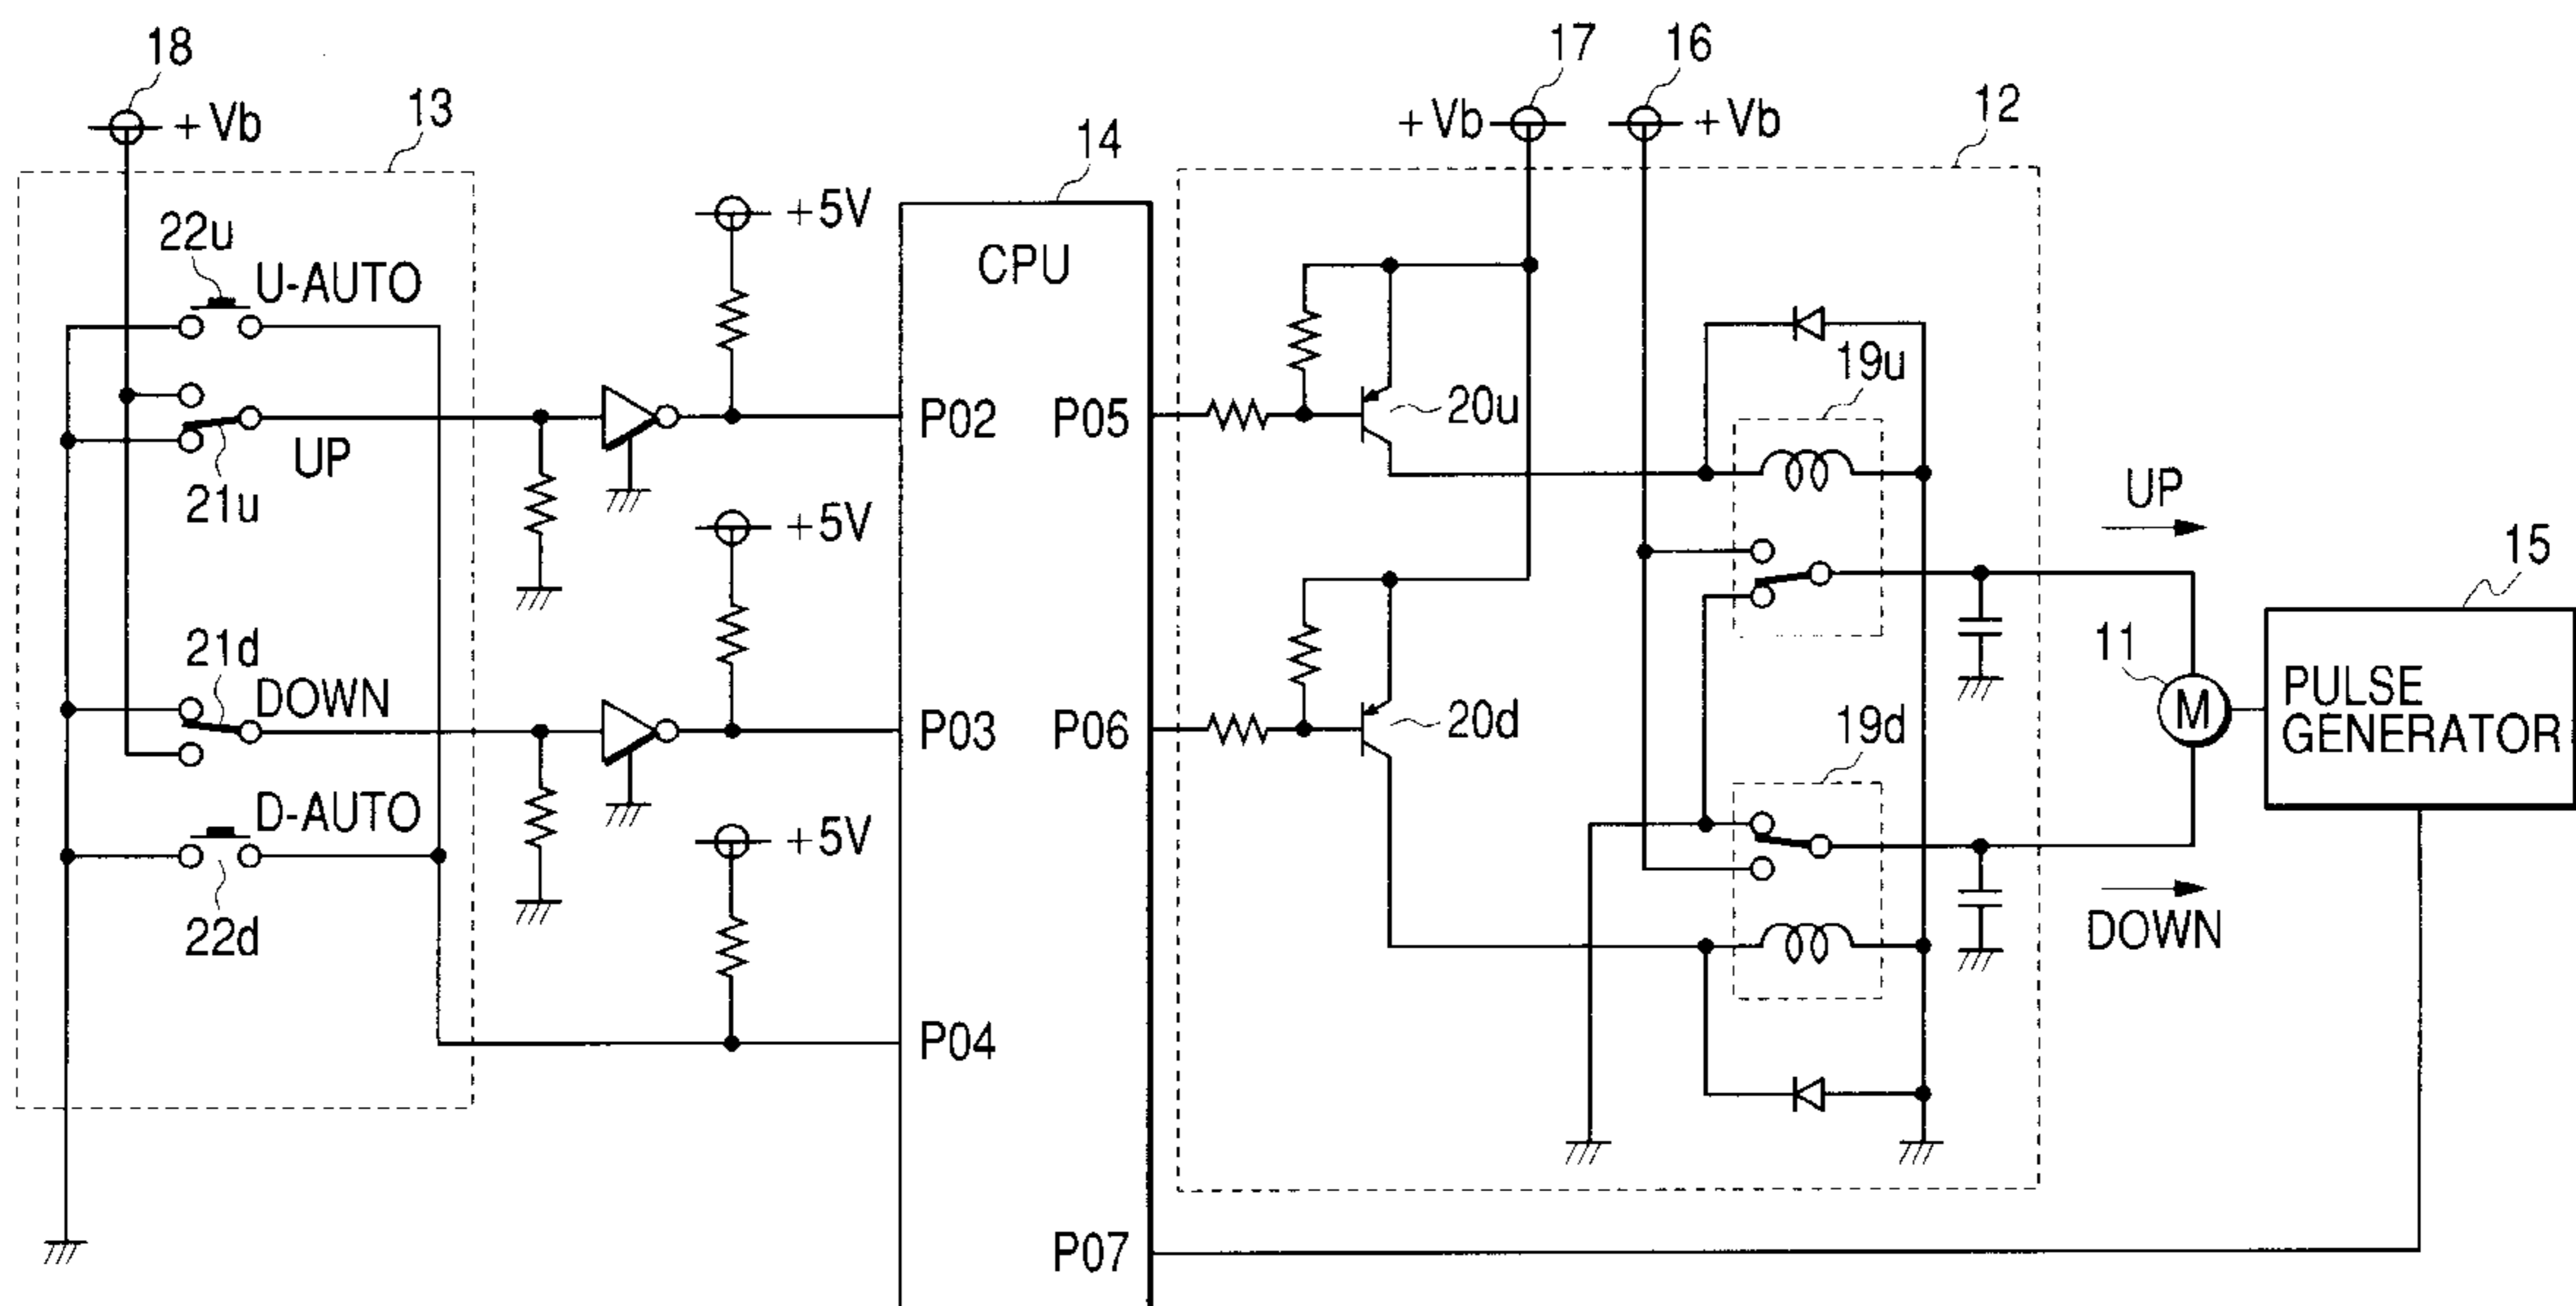 18
+Vb
13
22u
U-AUTO
UP
21u
21d
DOWN
D-AUTO
22d
+5V
+5V
+5V
14
CPU
P02
P03
P04
P05
P06
P07
17
+Vb
16
+Vb
12
20u
19u
20d
19d
UP
11
M
DOWN
15
PULSE
GENERATOR